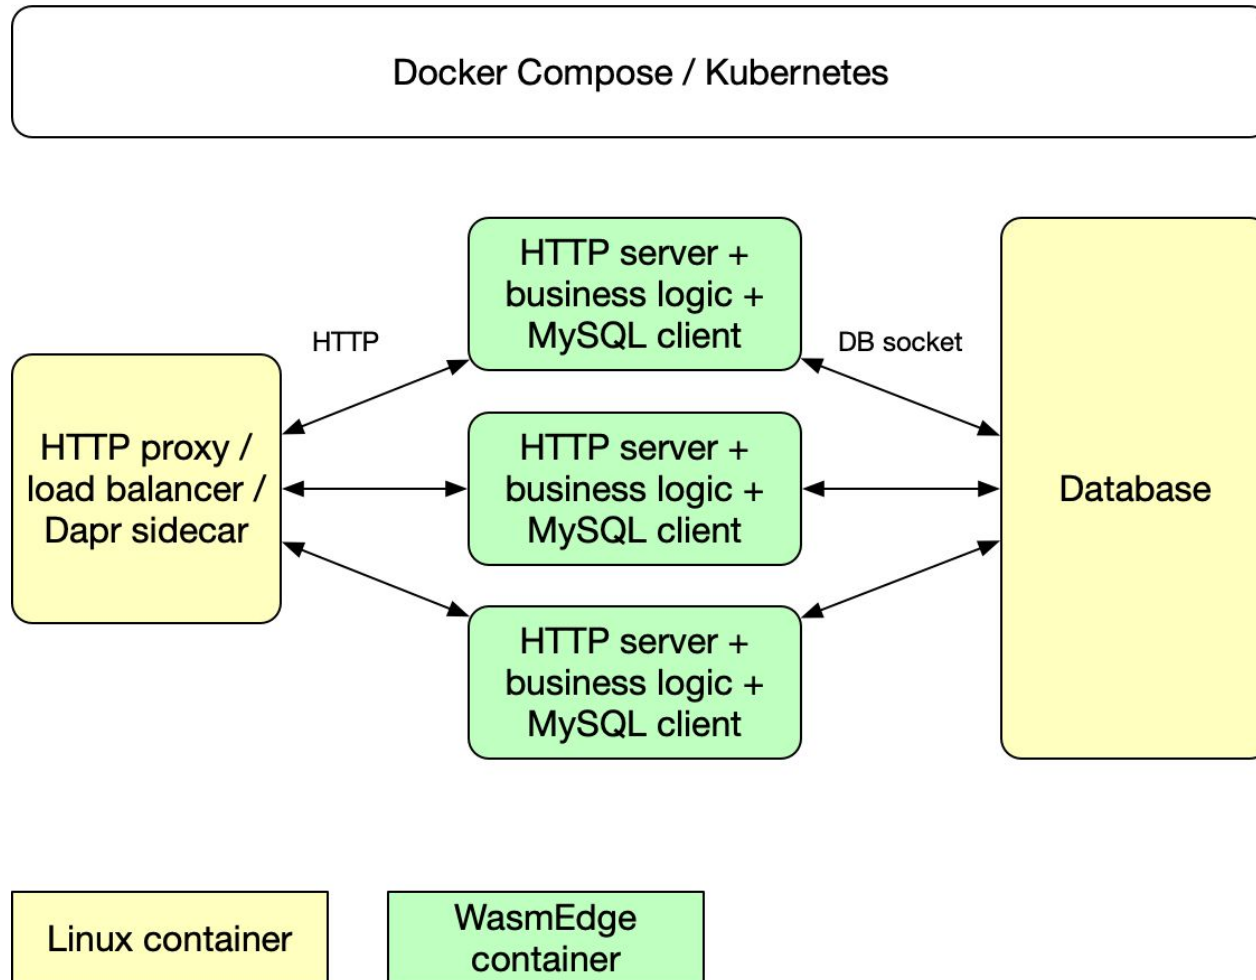 Docker Compose / Kubernetes
HTTP server +
business logic +
MySQL client
HTTP
DB socket
HTTP proxy /
load balancer /
Dapr sidecar
HTTP server +
business logic +
MySQL client
Database
HTTP server +
business logic +
MySQL client
Linux container
WasmEdge
container